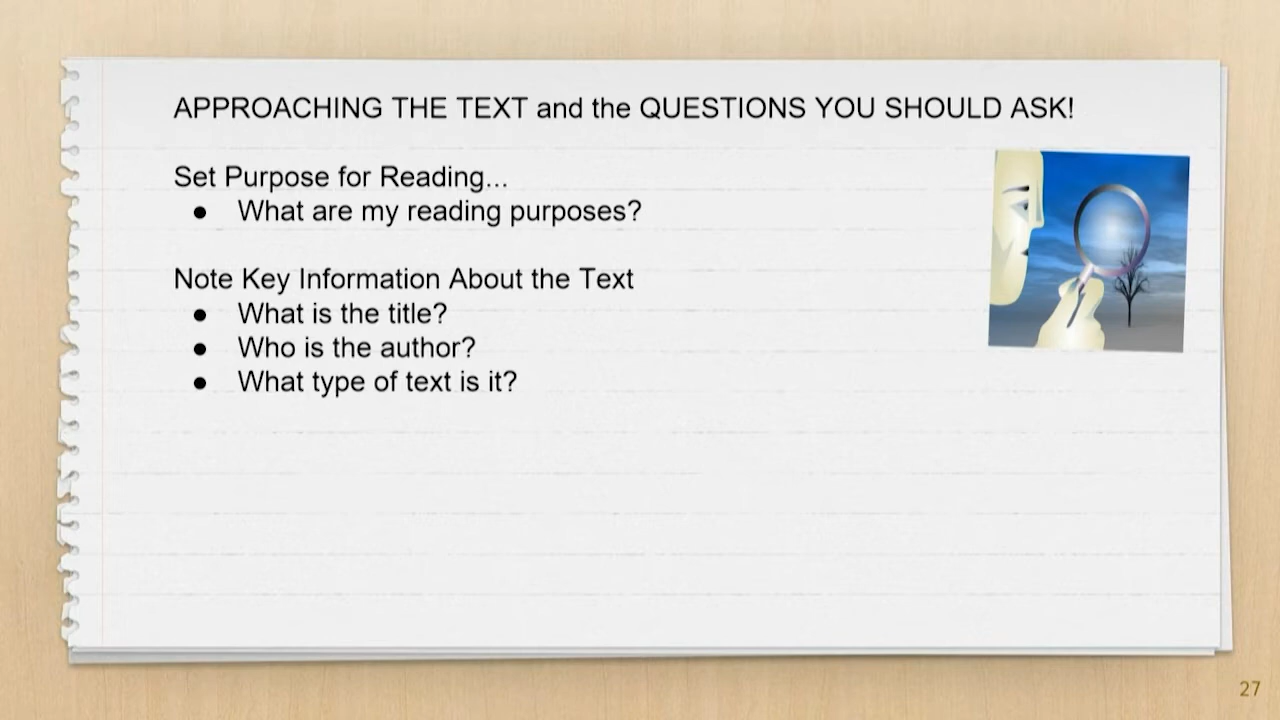 APPROACHING THE TEXT and the QUESTIONS YOU SHOULD ASK!
Set Purpose for Reading...
● What are my reading purposes?
Note Key Information About the Text
● What is the title?
● Who is the author?
● What type of text is it?
27